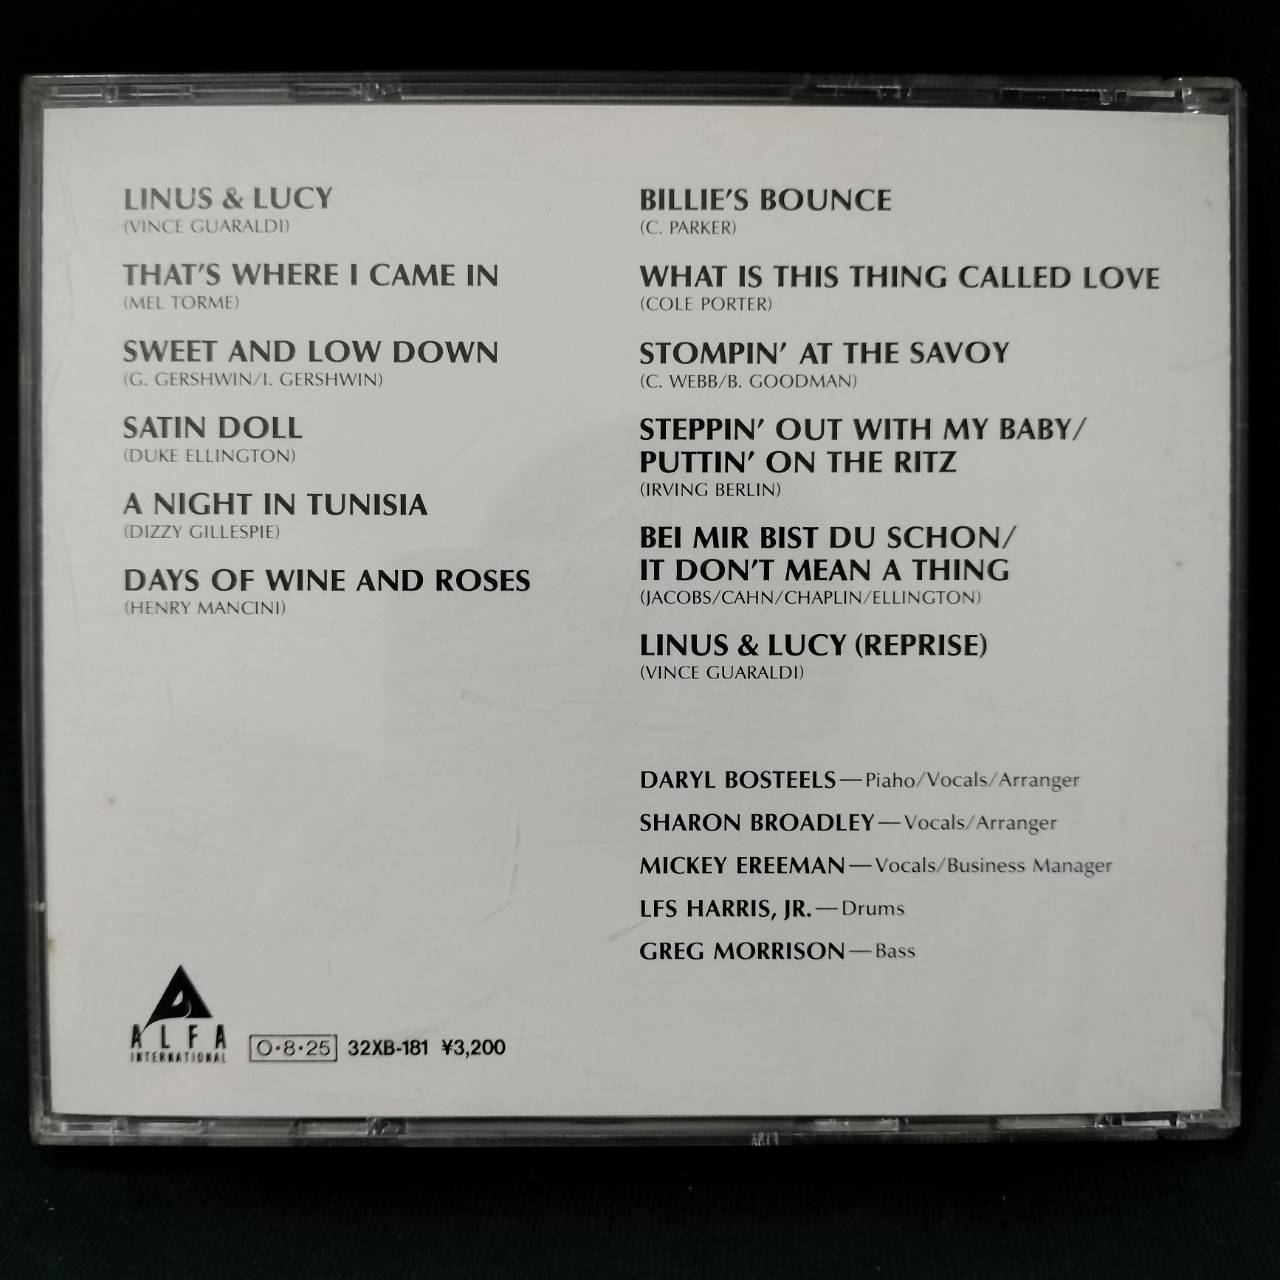 LINUS & LUCY
(VINCE GUARALDI)
THAT'S WHERE I CAME IN
(MEL TORME)
SWEET AND LOW DOWN
(G. GERSHWIN/I. GERSHWIN)
SATIN DOLL
(DUKE ELLINGTON)
A NIGHT IN TUNISIA
(DIZZY GILLESPIE)
DAYS OF WINE AND ROSES
(HENRY MANCINI)
BILLIE'S BOUNCE
(C. PARKER)
WHAT IS THIS THING CALLED LOVE
(COLE PORTER)
STOMPIN' AT THE SAVOY
(C. WEBB/B. GOODMAN)
STEPPIN' OUT WITH MY BABY/
PUTTIN' ON THE RITZ
(IRVING BERLIN)
BEI MIR BIST DU SCHON/
IT DON'T MEAN A THING
(JACOBS/CAHN/CHAPLIN/ELLINGTON)
LINUS & LUCY (REPRISE)
(VINCE GUARALDI)
DARYL BOSTEELS—Piaho/Vocals/Arranger
SHARON BROADLEY—Vocals/Arranger
MICKEY EREEMAN—Vocals/Business Manager
LFS HARRIS, JR.—Drums
GREG MORRISON—Bass
ALFA
INTERNATIONAL
O•8•25 32XB-181 ¥3,200